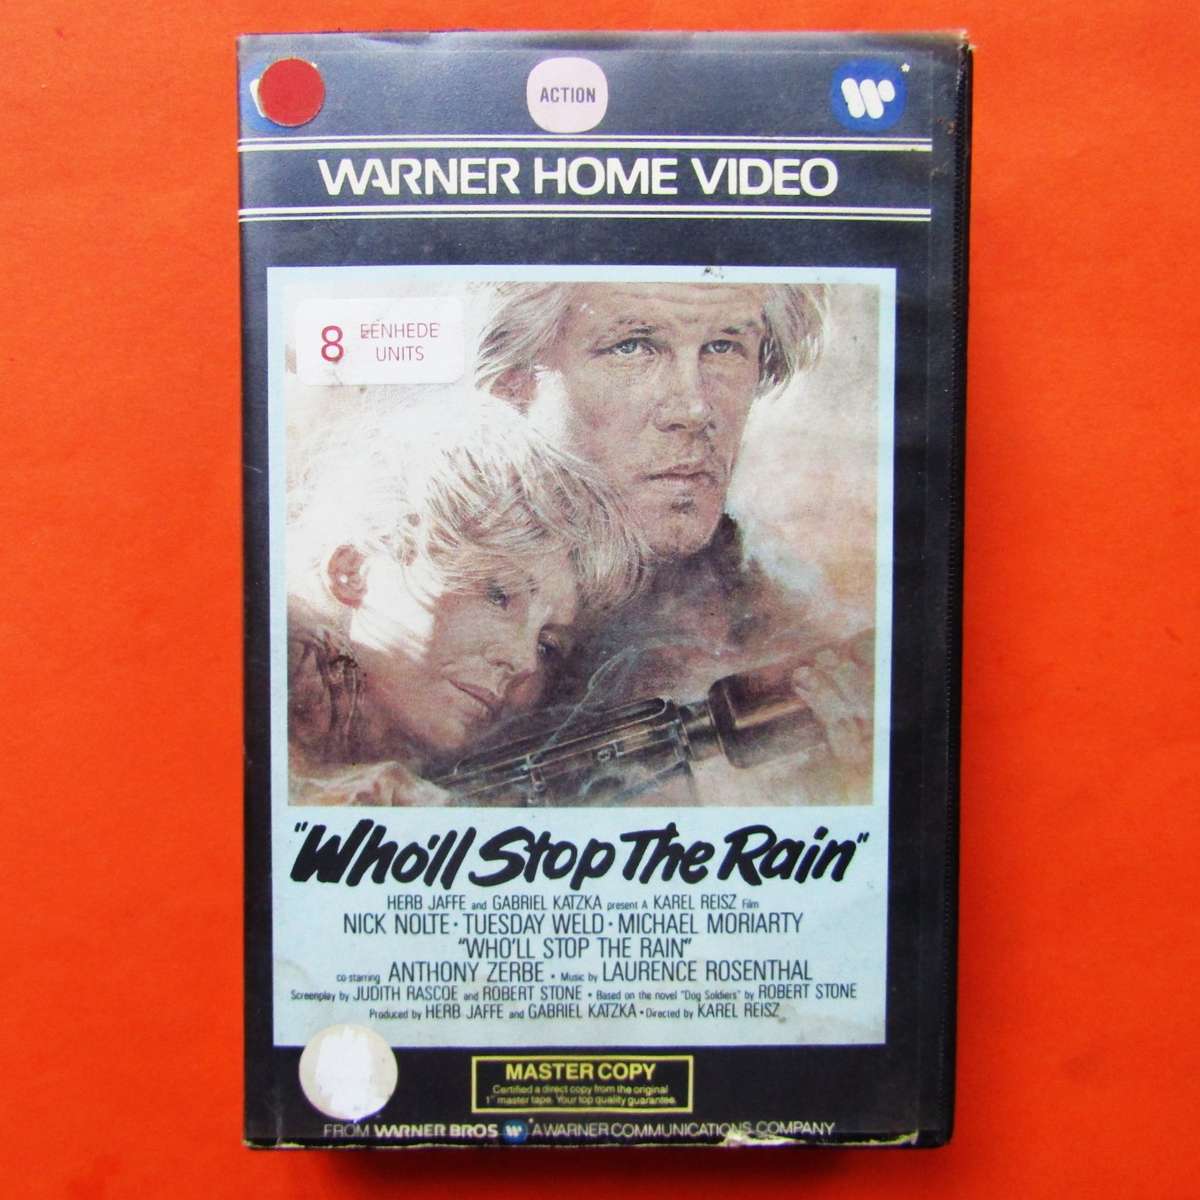 ACTION
WARNER HOME VIDEO
8 EENHEDE
UNITS
"Who'll Stop The Rain"
HERB JAFFE and GABRIEL KATZKA present A KAREL REISZ Film
NICK NOLTE • TUESDAY WELD • MICHAEL MORIARTY
"WHO'LL STOP THE RAIN"
co-starring ANTHONY ZERBE • Music by LAURENCE ROSENTHAL
Screenplay by JUDITH RASCOE and ROBERT STONE • Based on the novel "Dog Soldiers" by ROBERT STONE
Produced by HERB JAFFE and GABRIEL KATZKA • Directed by KAREL REISZ
MASTER COPY
Certified a direct copy from the original
1" master tape. Your top quality guarantee.
FROM WARNER BROS. A WARNER COMMUNICATIONS COMPANY